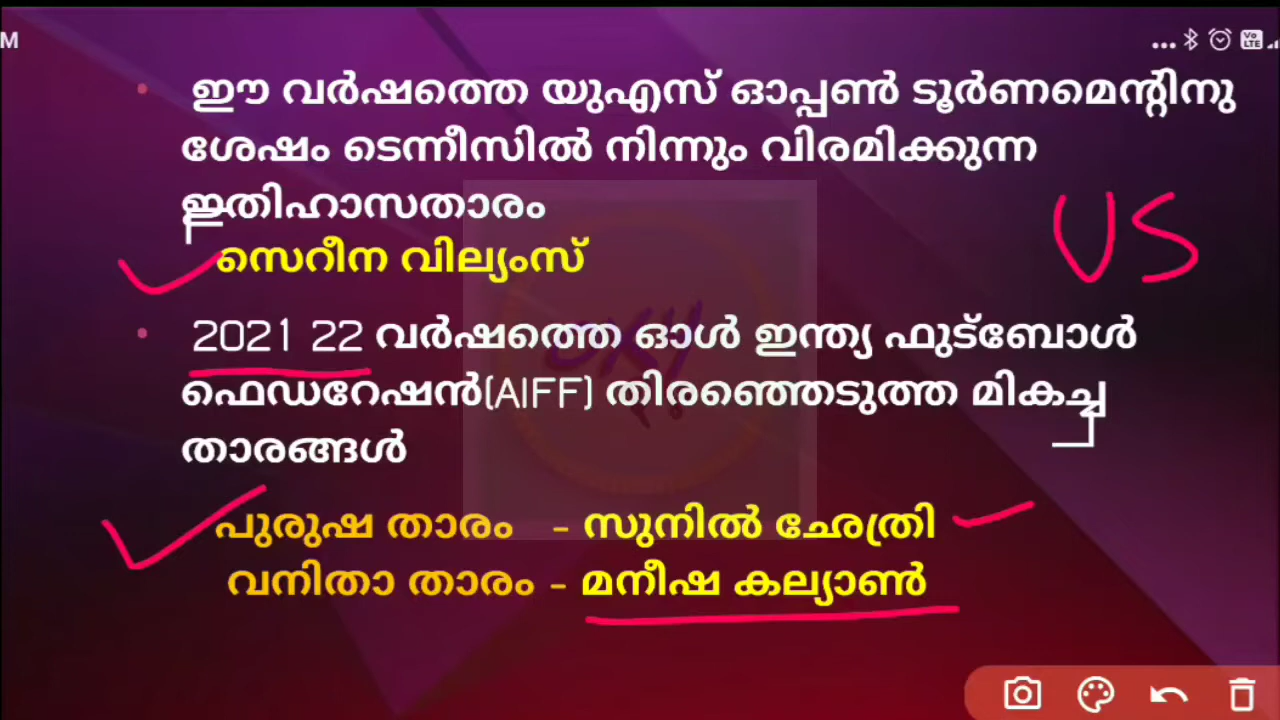 M
ഈ വർഷത്തെ യുഎസ് ഓപ്പൺ ടൂർണമെന്റിനു
ശേഷം ടെന്നീസിൽ നിന്നും വിരമിക്കുന്ന
ഇതിഹാസതാരം
US
സെറീന വില്യംസ്
2021 22 വർഷത്തെ ഓൾ ഇന്ത്യ ഫുട്ബോൾ
ഫെഡറേഷൻ(AIFF) തിരഞ്ഞെടുത്ത മികച്ച
താരങ്ങൾ
പുരുഷ താരം - സുനിൽ ഛേത്രി
വനിതാ താരം - മനീഷ കല്യാൺ